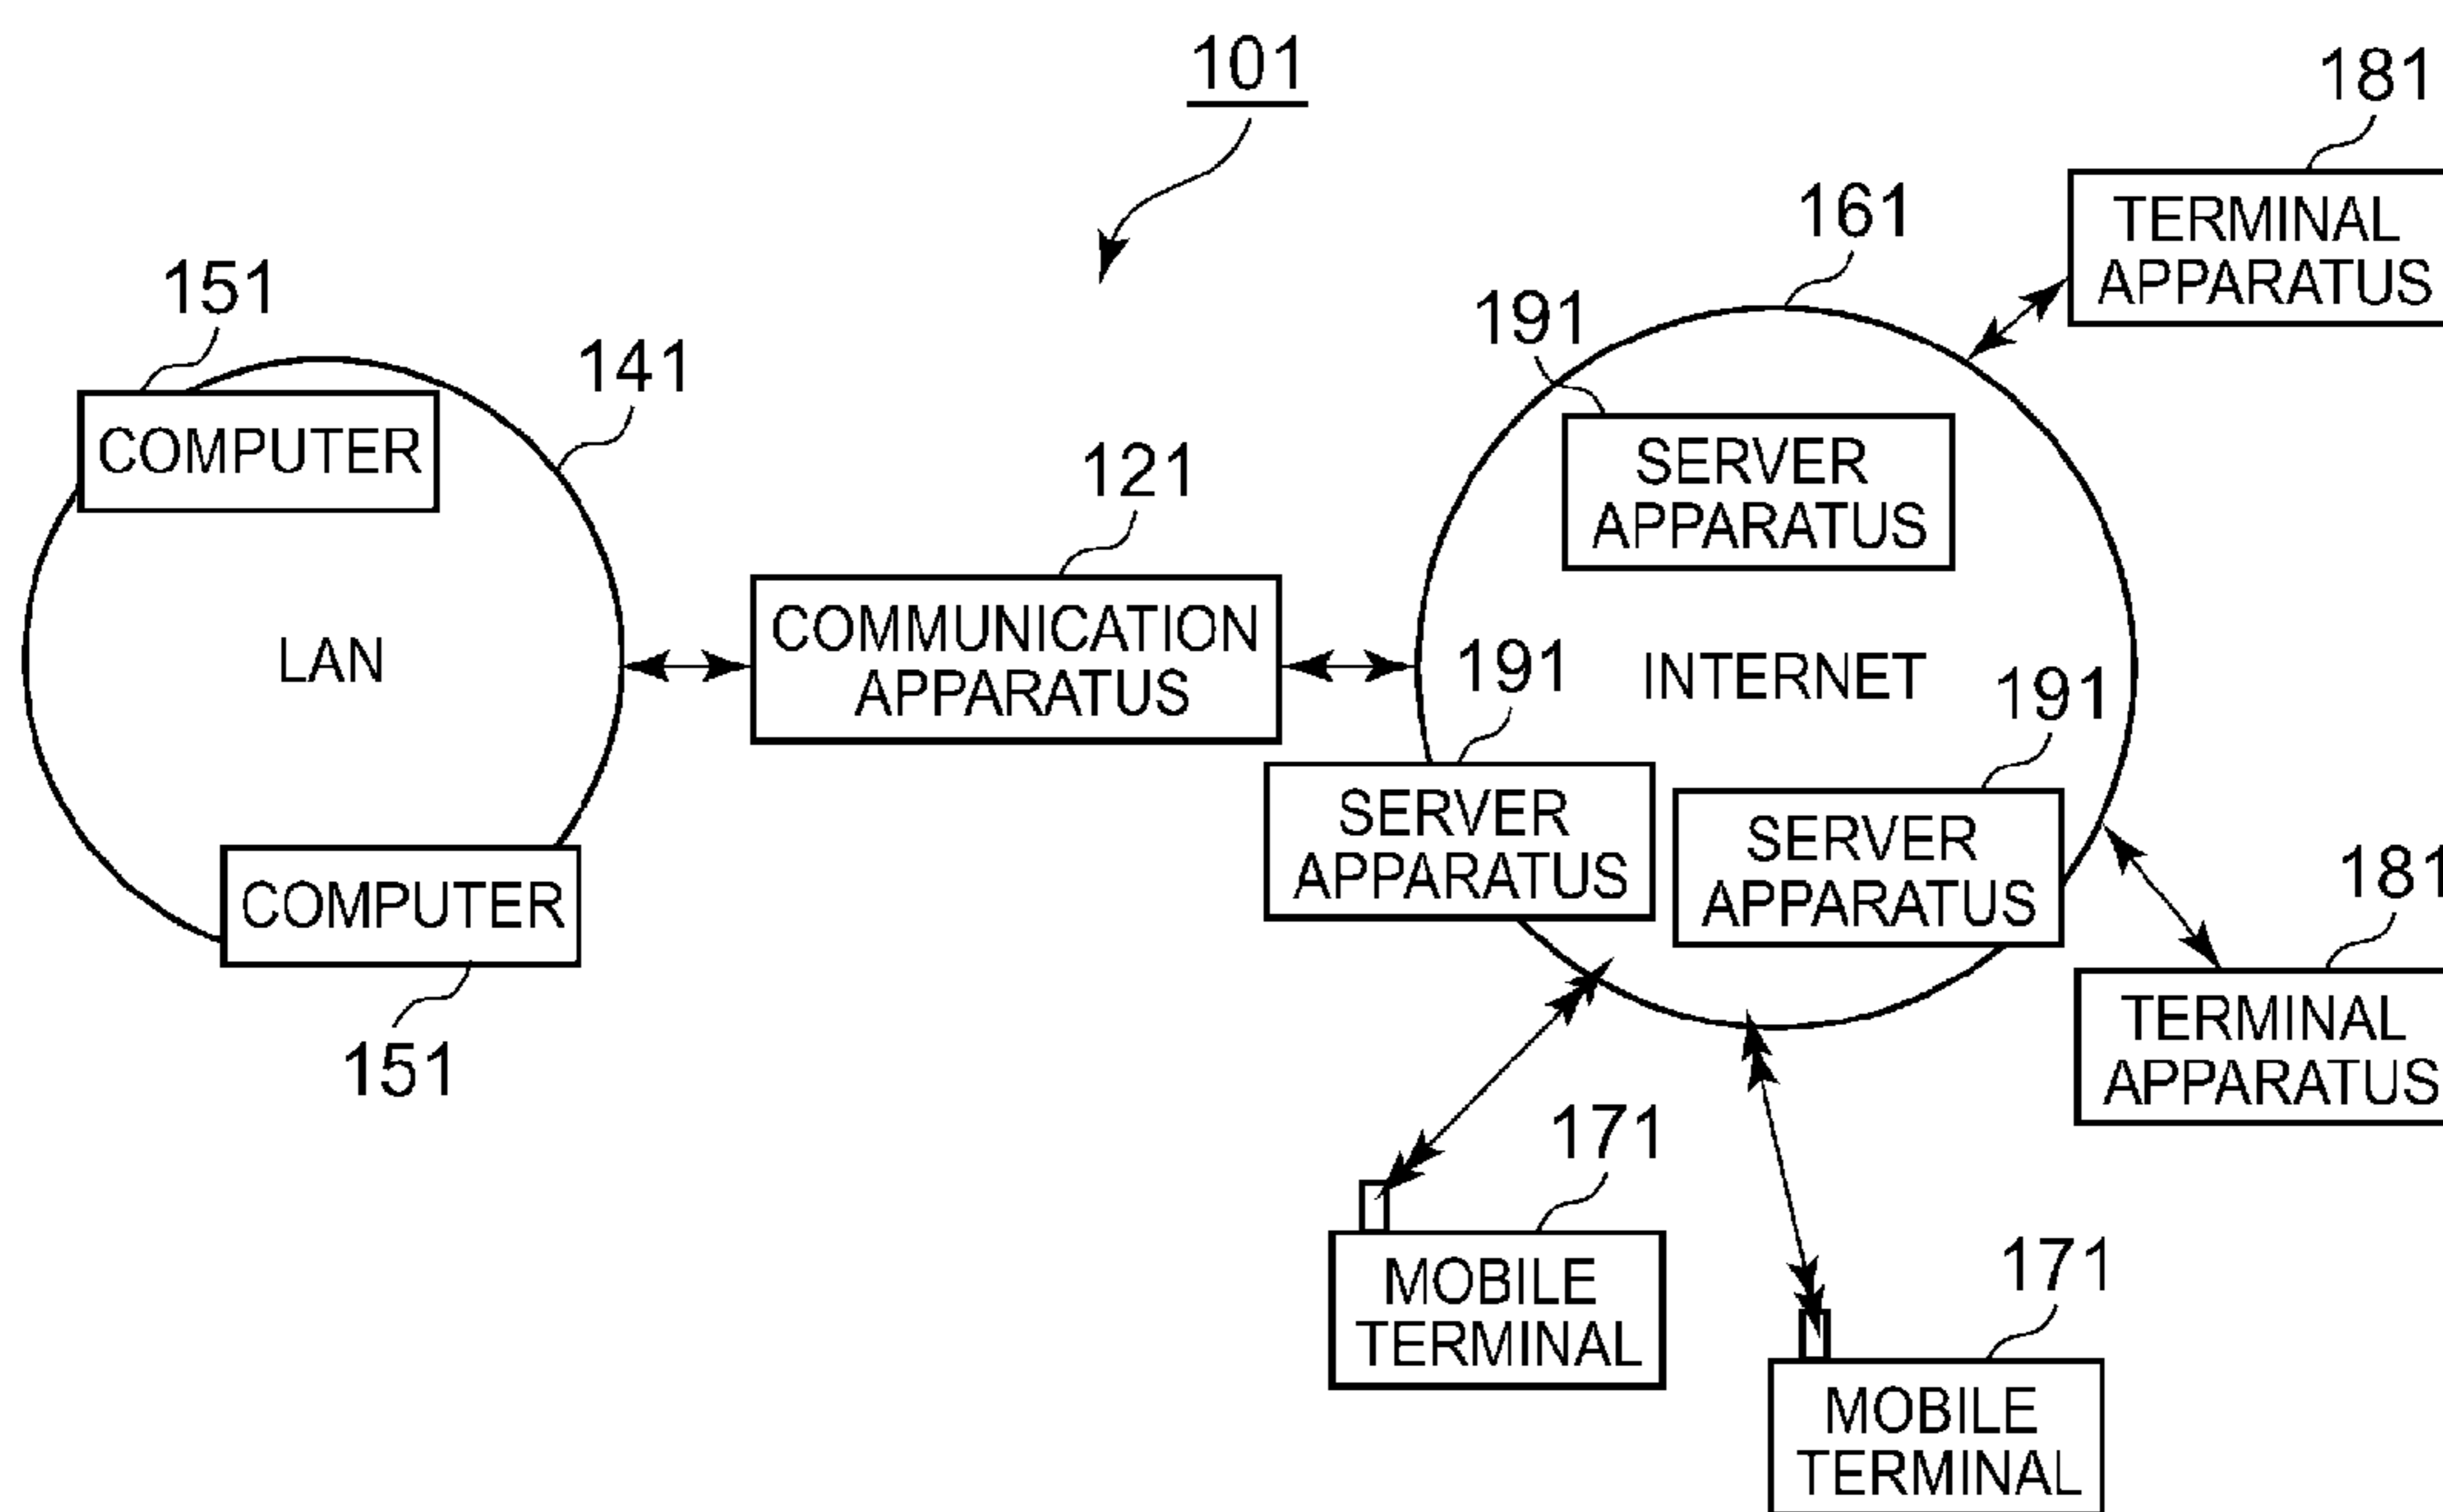 101
181
TERMINAL
APPARATUS
161
151
191
COMPUTER
141
SERVER
APPARATUS
121
COMMUNICATION
APPARATUS
LAN
INTERNET
191
191
SERVER
APPARATUS
SERVER
APPARATUS
COMPUTER
151
181
TERMINAL
APPARATUS
171
MOBILE
TERMINAL
171
MOBILE
TERMINAL